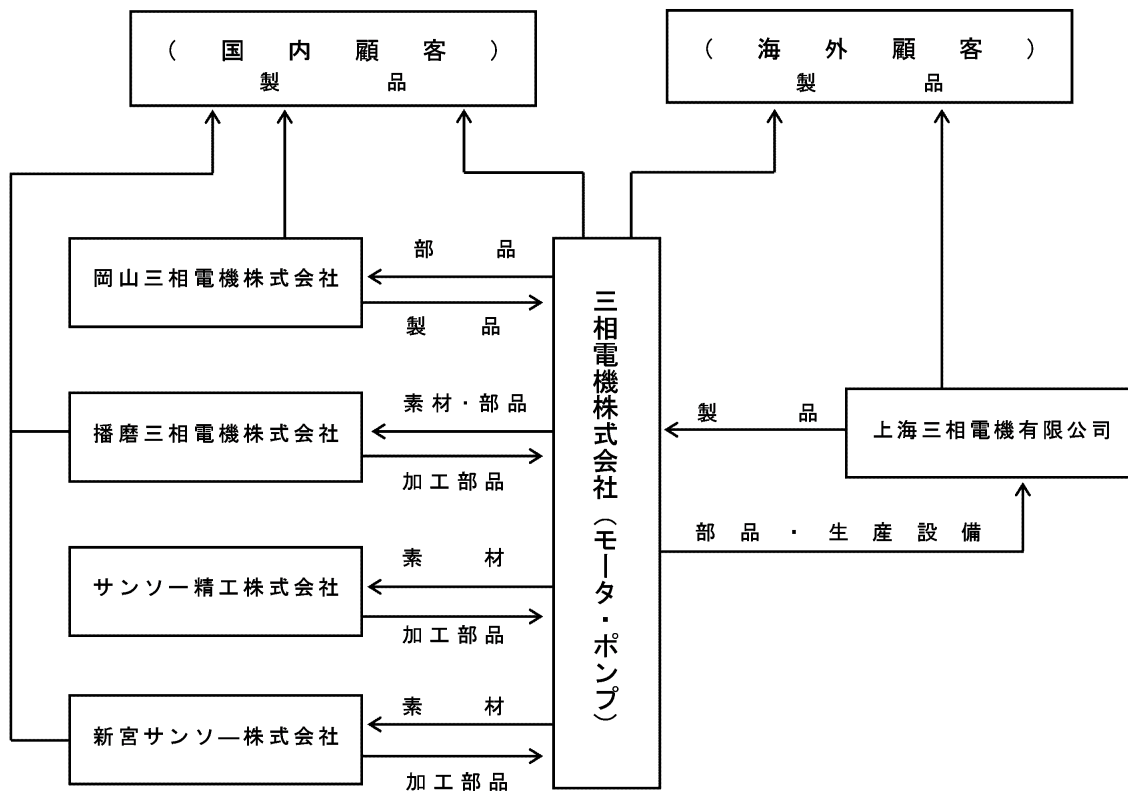 （国内顧客）
製品
（海外顧客）
製品
岡山三相電機株式会社
部品
製品
播磨三相電機株式会社
素材・部品
加工部品
サンソー精工株式会社
素材
加工部品
新宮サンソ―株式会社
素材
加工部品
三相電機株式会社（モータ・ポンプ）
製品
上海三相電機有限公司
部品・生産設備